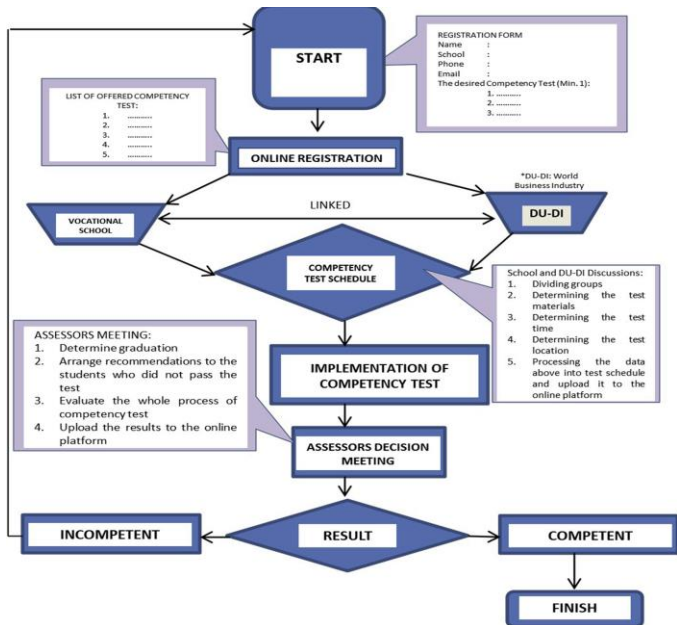 START
REGISTRATION FORM
Name :
School :
Phone :
Email :
The desired Competency Test (Min. 1):
1. ...........
2. ...........
3. ...........
LIST OF OFFERED COMPETENCY
TEST:
1. ...........
2. ...........
3. ...........
4. ...........
5. ...........
ONLINE REGISTRATION
*DU-DI: World
Business Industry
VOCATIONAL
SCHOOL
LINKED
DU-DI
COMPETENCY
TEST SCHEDULE
School and DU-DI Discussions:
1. Dividing groups
2. Determining the test
materials
3. Determining the test
time
4. Determining the test
location
5. Processing the data
above into test schedule
and upload it to the
online platform
ASSESSORS MEETING:
1. Determine graduation
2. Arrange recommendations to the
students who did not pass the
test
3. Evaluate the whole process of
competency test
4. Upload the results to the online
platform
IMPLEMENTATION OF
COMPETENCY TEST
ASSESSORS DECISION
MEETING
INCOMPETENT
RESULT
COMPETENT
FINISH